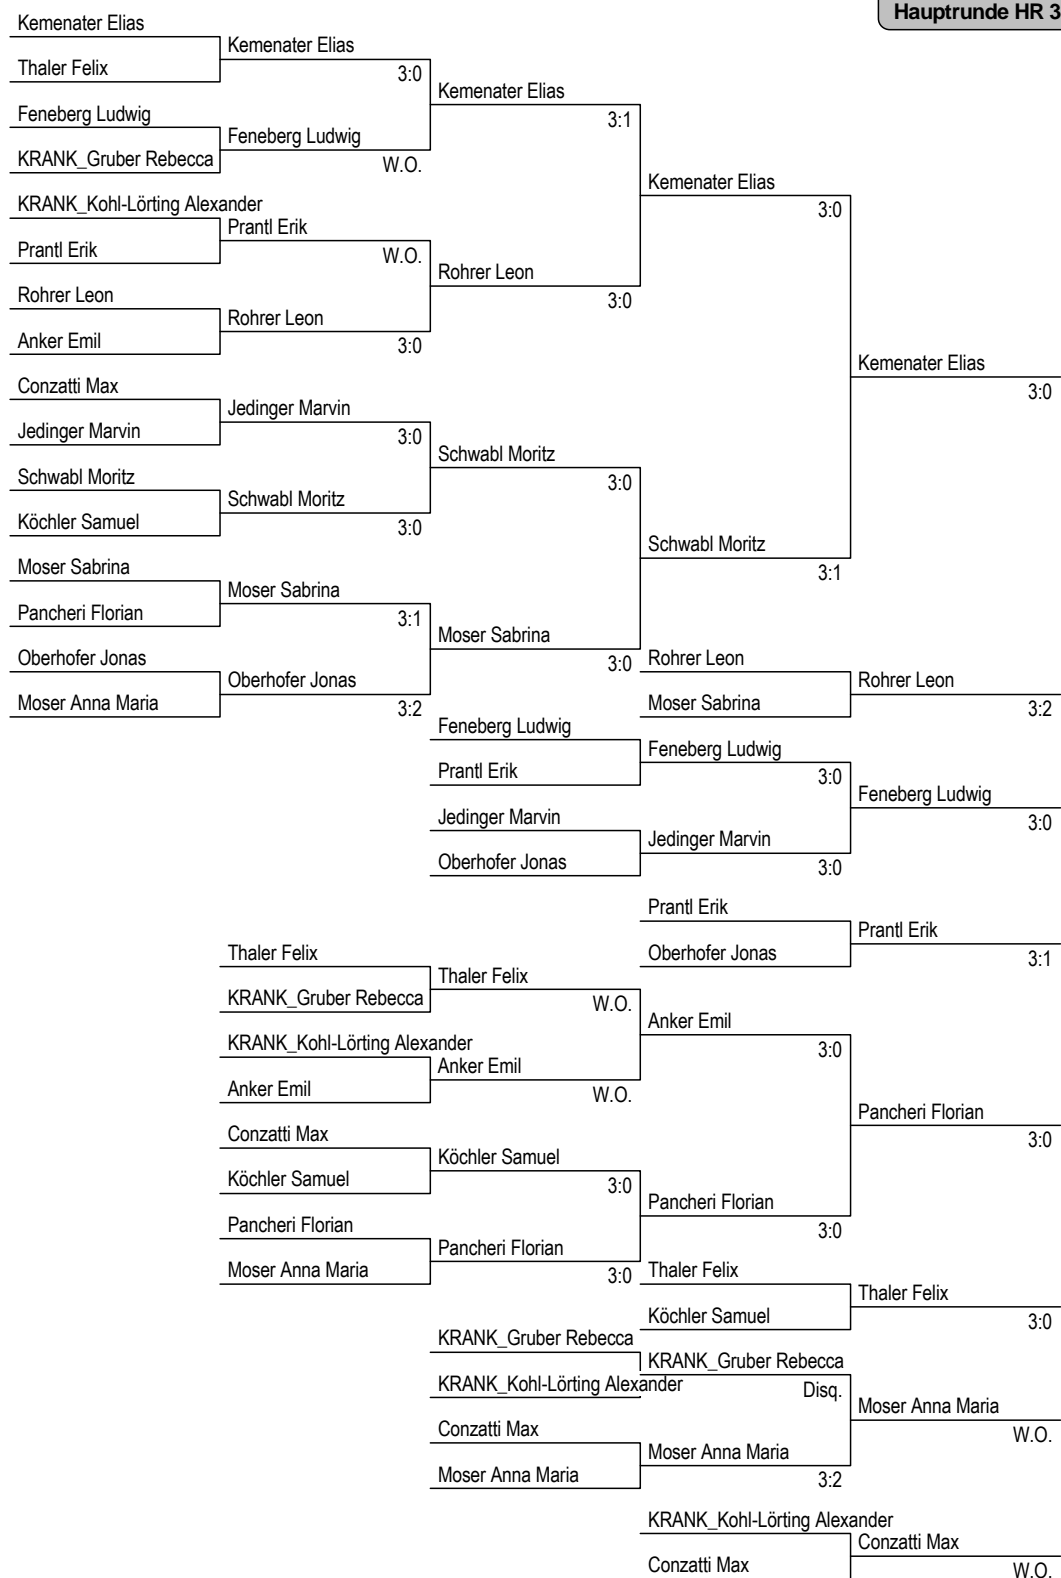 Hauptrunde HR 3
Kemenater Elias
Kemenater Elias
Thaler Felix
3:0
Kemenater Elias
Feneberg Ludwig
3:1
Feneberg Ludwig
KRANK_Gruber Rebecca
W.O.
Kemenater Elias
KRANK_Kohl-Lörting Alexander
3:0
Prantl Erik
Prantl Erik
W.O.
Rohrer Leon
Rohrer Leon
3:0
Rohrer Leon
Anker Emil
3:0
Kemenater Elias
Conzatti Max
3:0
Jedinger Marvin
Jedinger Marvin
3:0
Schwabl Moritz
Schwabl Moritz
3:0
Schwabl Moritz
Köchler Samuel
3:0
Schwabl Moritz
Moser Sabrina
3:1
Moser Sabrina
Pancheri Florian
3:1
Moser Sabrina
Oberhofer Jonas
3:0
Rohrer Leon
Oberhofer Jonas
Rohrer Leon
Moser Anna Maria
3:2
Moser Sabrina
3:2
Feneberg Ludwig
Feneberg Ludwig
Prantl Erik
3:0
Feneberg Ludwig
Jedinger Marvin
3:0
Jedinger Marvin
Oberhofer Jonas
3:0
Prantl Erik
Prantl Erik
Thaler Felix
Oberhofer Jonas
3:1
Thaler Felix
KRANK_Gruber Rebecca
W.O.
Anker Emil
KRANK_Kohl-Lörting Alexander
3:0
Anker Emil
Anker Emil
W.O.
Pancheri Florian
Conzatti Max
3:0
Köchler Samuel
Köchler Samuel
3:0
Pancheri Florian
Pancheri Florian
3:0
Pancheri Florian
Moser Anna Maria
3:0
Thaler Felix
Thaler Felix
Köchler Samuel
3:0
KRANK_Gruber Rebecca
KRANK_Gruber Rebecca
KRANK_Kohl-Lörting Alexander
Disq.
Moser Anna Maria
Conzatti Max
W.O.
Moser Anna Maria
Moser Anna Maria
3:2
KRANK_Kohl-Lörting Alexander
Conzatti Max
Conzatti Max
W.O.